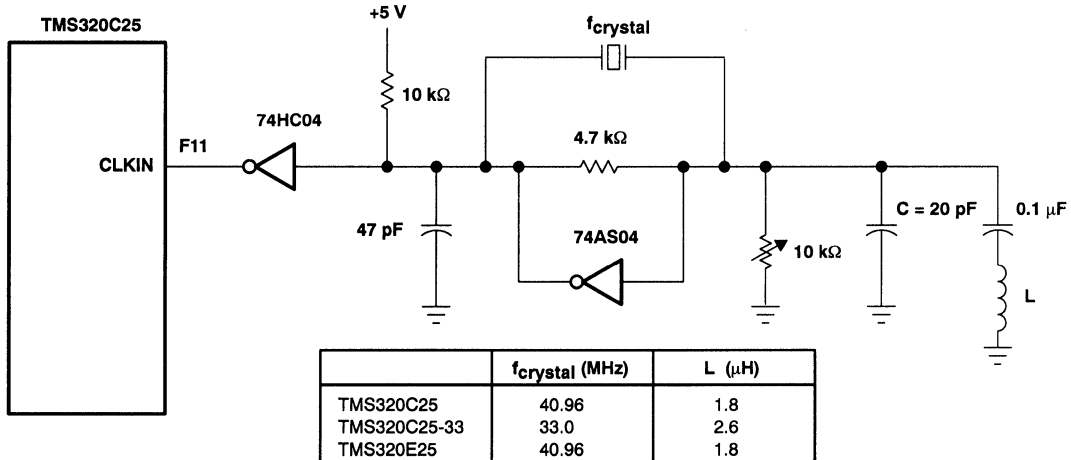 TMS320C25
+5 V
fcrystal
10 kΩ
74HC04
4.7 kΩ
F11
CLKIN
C = 20 pF
0.1 µF
47 pF
74AS04
10 kΩ
L
fcrystal (MHz) L (µH)
TMS320C25 40.96 1.8
TMS320C25-33 33.0 2.6
TMS320E25 40.96 1.8